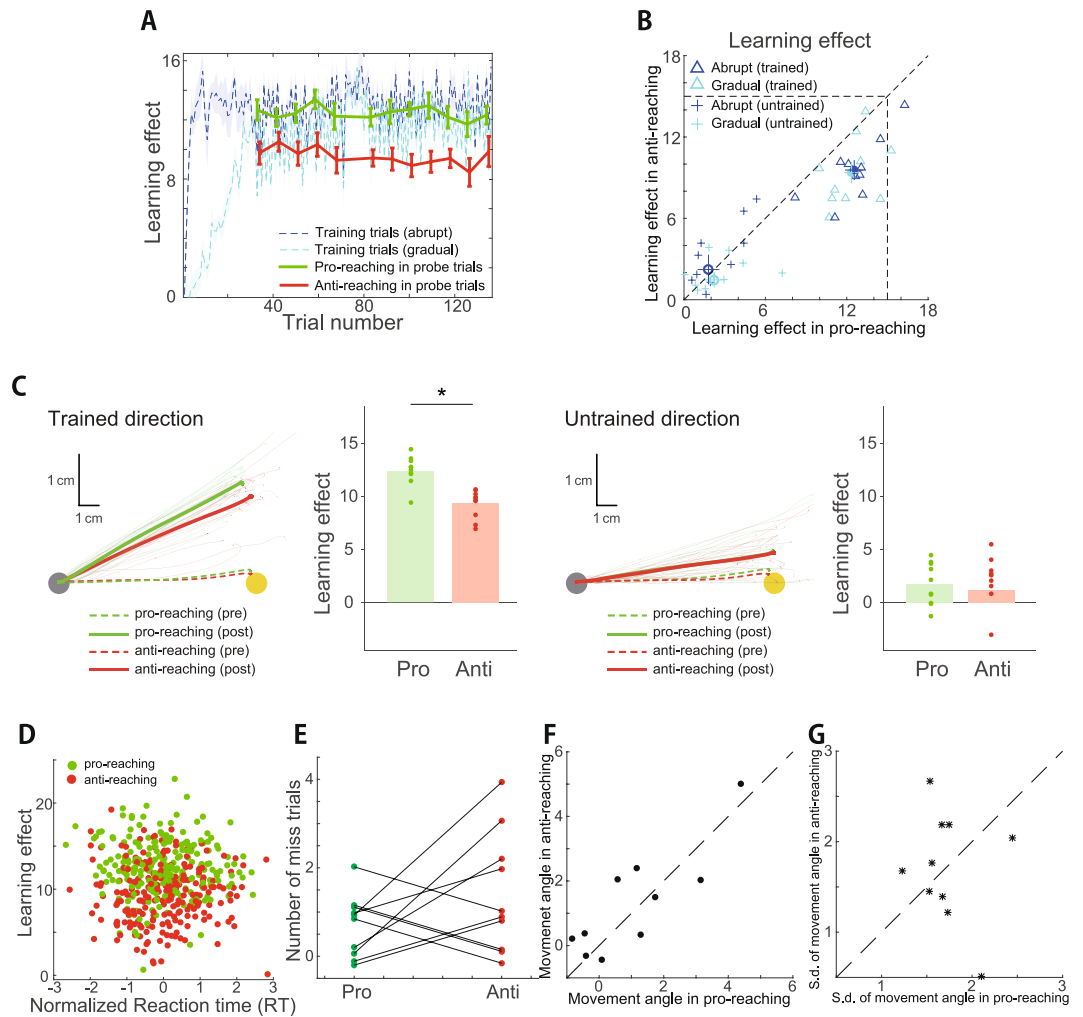 A
Learning effect
16
12
8
0
Training trials (abrupt)
Training trials (gradual)
Pro-reaching in probe trials
Anti-reaching in probe trials
0
40
80
120
Trial number
B
Learning effect
18
12
6
0
Learning effect in anti-reaching
Abrupt (trained)
Gradual (trained)
Abrupt (untrained)
Gradual (untrained)
0
6
12
18
Learning effect in pro-reaching
C
Trained direction
1 cm
1 cm
pro-reaching (pre)
pro-reaching (post)
anti-reaching (pre)
anti-reaching (post)
*
Learning effect
15
10
5
0
Pro
Anti
Untrained direction
1 cm
1 cm
pro-reaching (pre)
pro-reaching (post)
anti-reaching (pre)
anti-reaching (post)
Learning effect
15
10
5
0
Pro
Anti
D
pro-reaching
anti-reaching
Learning effect
20
10
0
-3
-2
-1
0
1
2
3
Normalized Reaction time (RT)
E
Number of miss trials
4
2
0
Pro
Anti
F
Movmenet angle in anti-reaching
6
4
2
0
0
2
4
6
Movement angle in pro-reaching
G
S.d. of movement angle in anti-reaching
3
2
1
1
2
3
S.d. of movement angle in pro-reaching